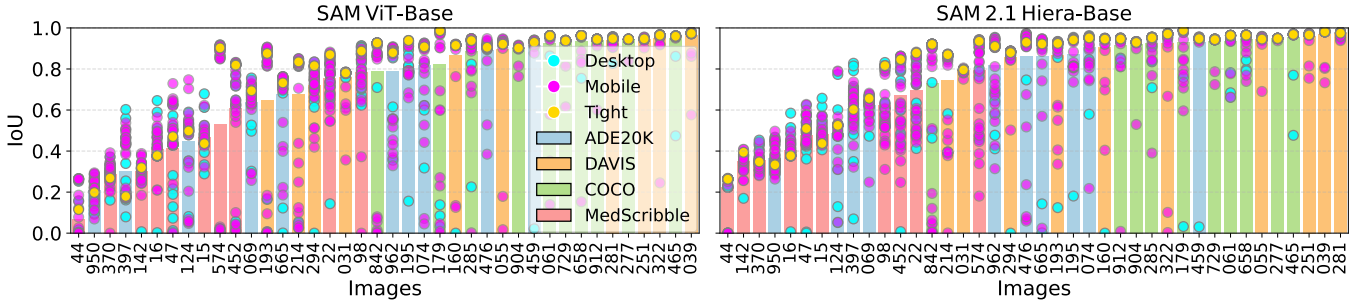 SAM ViT-Base
1.0
0.8
0.6
0.4
0.2
0.0
IoU
Desktop
Mobile
Tight
ADE20K
DAVIS
COCO
MedScribble
44 950 370 397 142 16 47 124 15 574 452 069 193 665 214 294 22 031 98 842 962 195 074 179 160 285 476 055 904 459 061 729 658 912 281 277 251 322 465 039
Images
SAM 2.1 Hiera-Base
44 142 370 950 16 47 15 124 397 069 98 452 22 842 214 031 574 962 294 476 665 193 195 074 160 912 904 285 322 179 459 729 061 658 055 277 465 251 039 281
Images